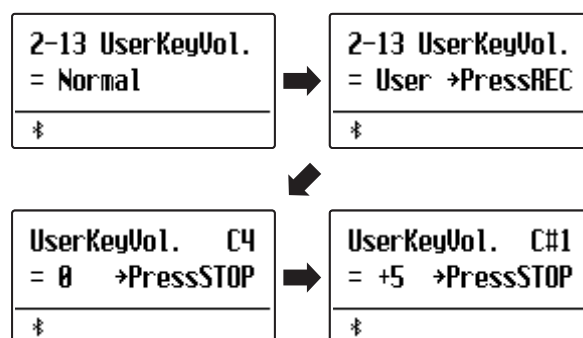 2-13 UserKeyVol.
= Normal
2-13 UserKeyVol.
= User →PressREC
UserKeyVol. C4
= 0 →PressSTOP
UserKeyVol. C#1
= +5 →PressSTOP